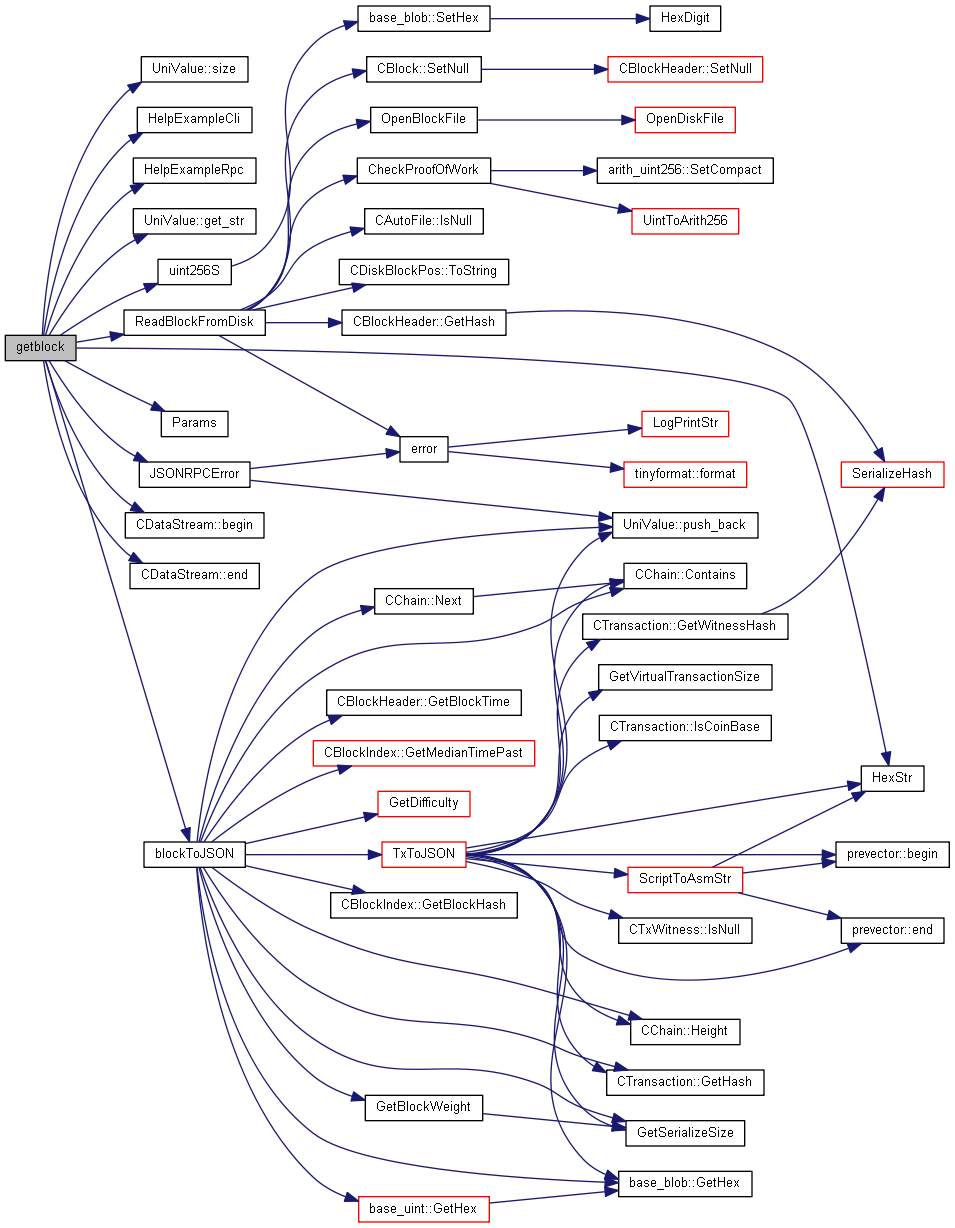 base_blob::SetHex
HexDigit
UniValue::size
CBlock::SetNull
CBlockHeader::SetNull
HelpExampleCli
OpenBlockFile
OpenDiskFile
HelpExampleRpc
CheckProofOfWork
arith_uint256::SetCompact
UniValue::get_str
CAutoFile::IsNull
UintToArith256
uint256S
CDiskBlockPos::ToString
ReadBlockFromDisk
CBlockHeader::GetHash
getblock
Params
LogPrintStr
error
JSONRPCError
tinyformat::format
SerializeHash
CDataStream::begin
UniValue::push_back
CDataStream::end
CChain::Contains
CChain::Next
CTransaction::GetWitnessHash
GetVirtualTransactionSize
CBlockHeader::GetBlockTime
CTransaction::IsCoinBase
CBlockIndex::GetMedianTimePast
HexStr
GetDifficulty
blockToJSON
TxToJSON
prevector::begin
ScriptToAsmStr
CBlockIndex::GetBlockHash
CTxWitness::IsNull
prevector::end
CChain::Height
CTransaction::GetHash
GetBlockWeight
GetSerializeSize
base_blob::GetHex
base_uint::GetHex